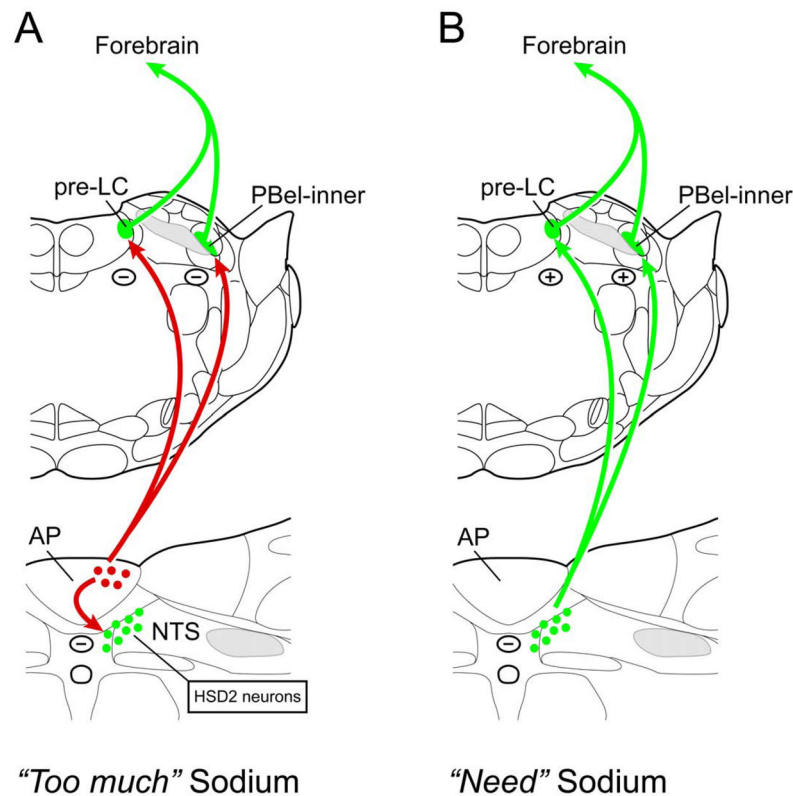 A
Forebrain
pre-LC
PBel-inner
−
−
AP
NTS
−
HSD2 neurons
“Too much” Sodium
B
Forebrain
pre-LC
PBel-inner
+
+
AP
“Need” Sodium